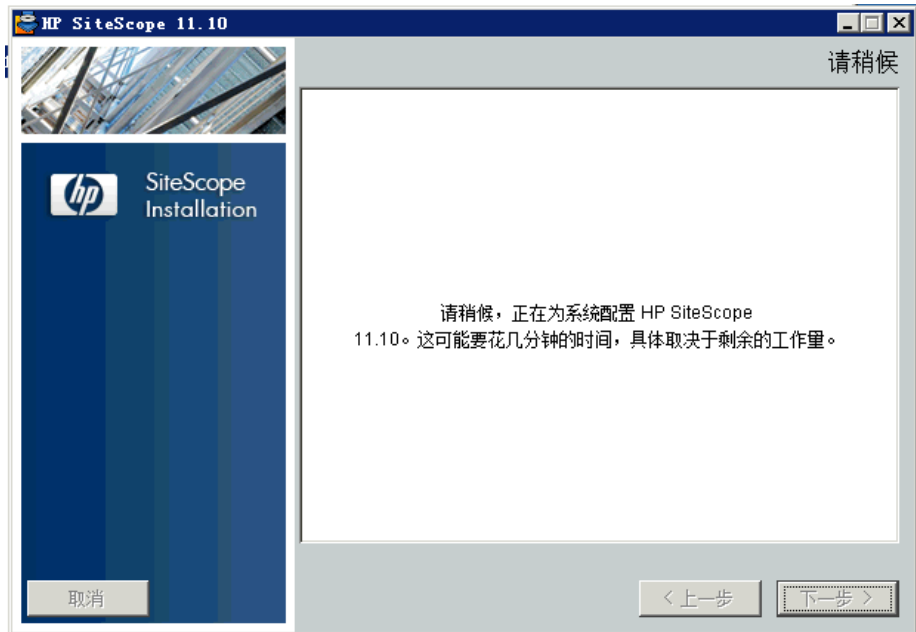 HP SiteScope 11.10
请稍候
hp
SiteScope
Installation
请稍候，正在为系统配置 HP SiteScope
11.10。这可能要花几分钟的时间，具体取决于剩余的工作量。
取消
< 上一步
下一步 >